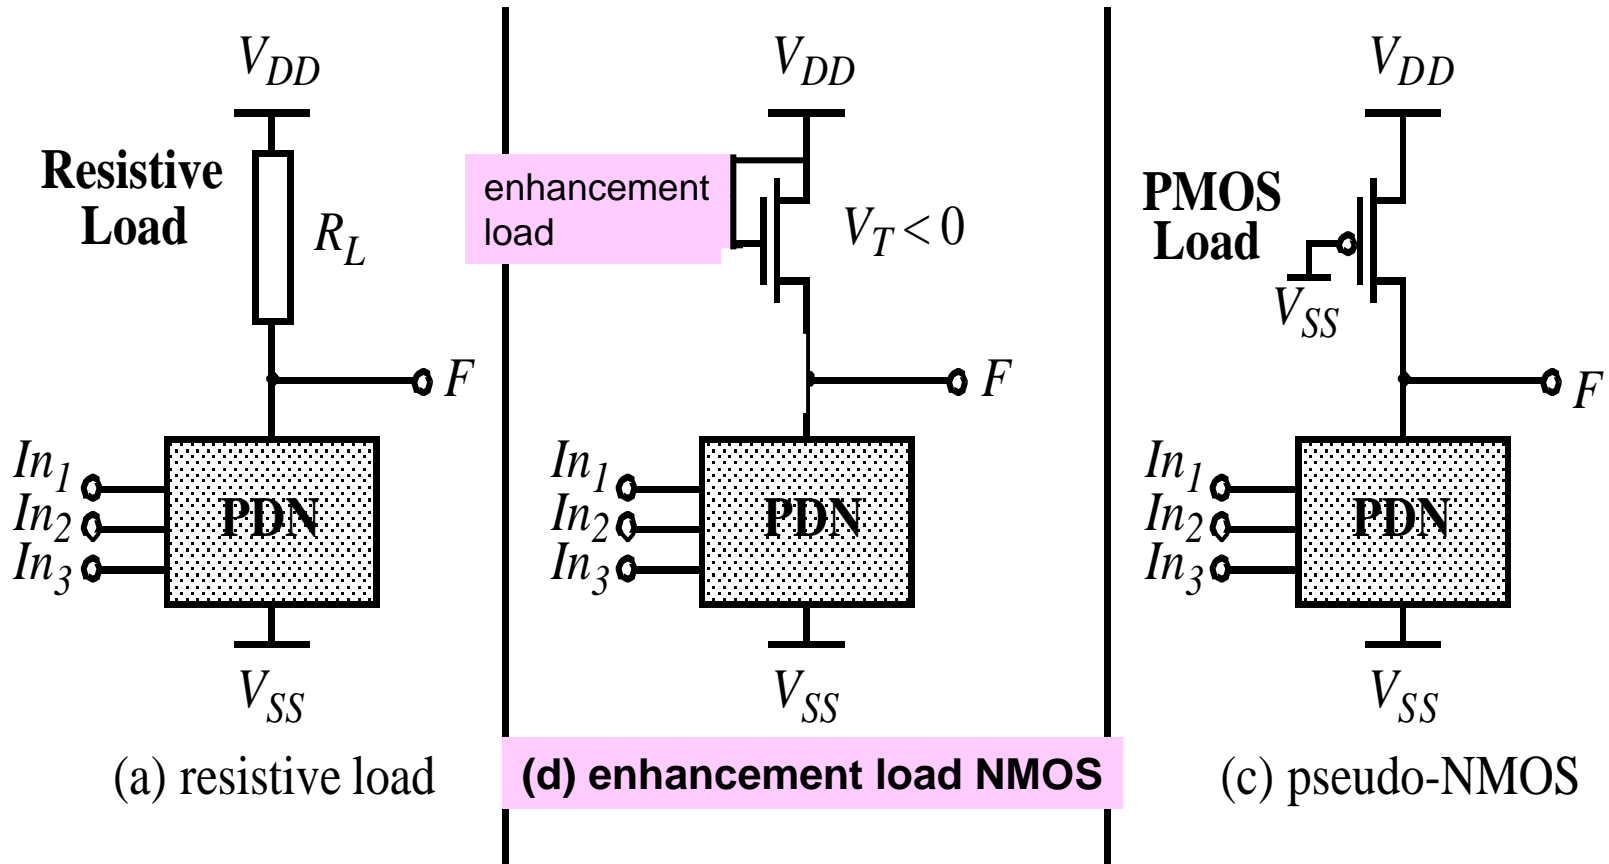 V_DD
Resistive
Load
R_L
F
In_1
In_2
In_3
PDN
V_SS
(a) resistive load
V_DD
enhancement
load
V_T < 0
F
In_1
In_2
In_3
PDN
V_SS
(d) enhancement load NMOS
V_DD
PMOS
Load
V_SS
F
In_1
In_2
In_3
PDN
V_SS
(c) pseudo-NMOS